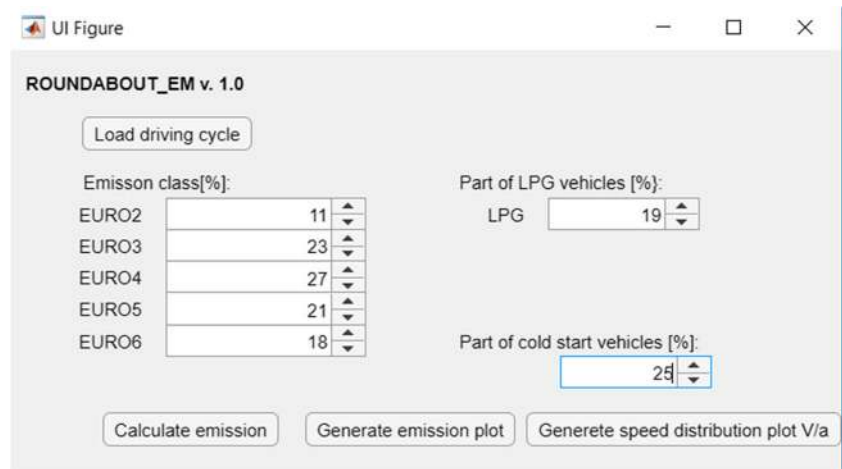 UI Figure
ROUNDABOUT_EM v. 1.0
Load driving cycle
Emisson class[%]:
EURO2 11
EURO3 23
EURO4 27
EURO5 21
EURO6 18
Part of LPG vehicles [%}:
LPG 19
Part of cold start vehicles [%]:
25
Calculate emission
Generate emission plot
Generete speed distribution plot V/a